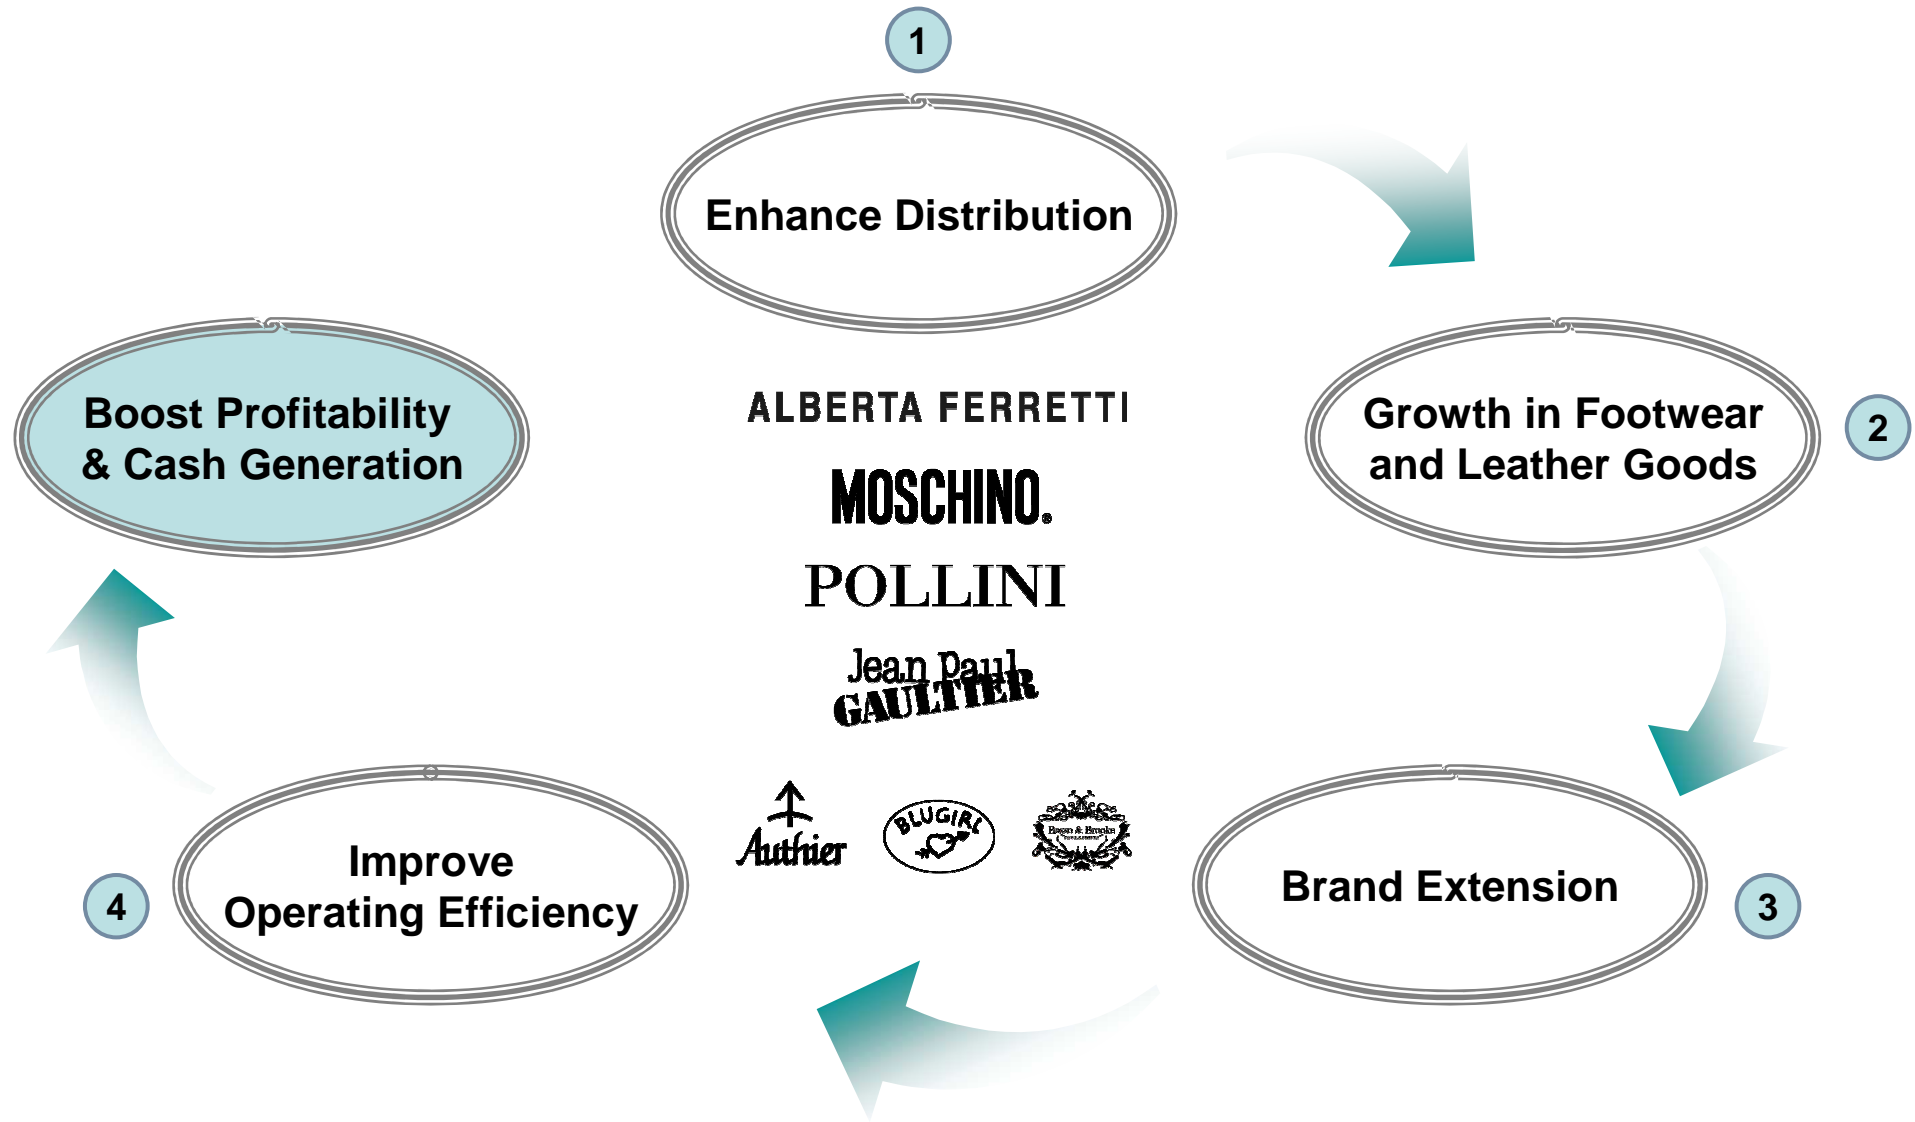 1
Enhance Distribution
Growth in Footwear
and Leather Goods
2
Brand Extension
3
Improve
Operating Efficiency
4
Boost Profitability
& Cash Generation
ALBERTA FERRETTI
MOSCHINO.®
POLLINI
Jean Paul
GAULTIER
Authier
BLUGIRL